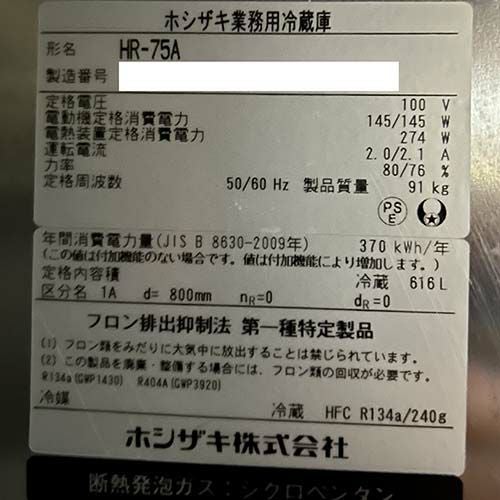 ホシザキ業務用冷蔵庫
形名 HR-75A
製造番号
定格電圧 100 V
電動機定格消費電力 145/145 W
電熱装置定格消費電力 274 W
運転電流 2.0/2.1 A
力率 80/76 %
定格周波数 50/60 Hz 製品質量 91 kg
PSE
年間消費電力量(JIS B 8630-2009年) 370 kWh/年
(この値は付加機能のない場合です。値は付加機能により増加します。)
定格内容積 冷蔵 616 L
区分名 1A d= 800mm nR=0 dR=0
フロン排出抑制法 第一種特定製品
(1) フロン類をみだりに大気中に放出することは禁じられています。
(2) この製品を廃棄・整備する場合には、フロン類の回収が必要です。
R134a(GWP1430) R404A(GWP3920)
冷媒 冷蔵 HFC R134a/240g
ホシザキ株式会社
断熱発泡ガス：シクロペンタン